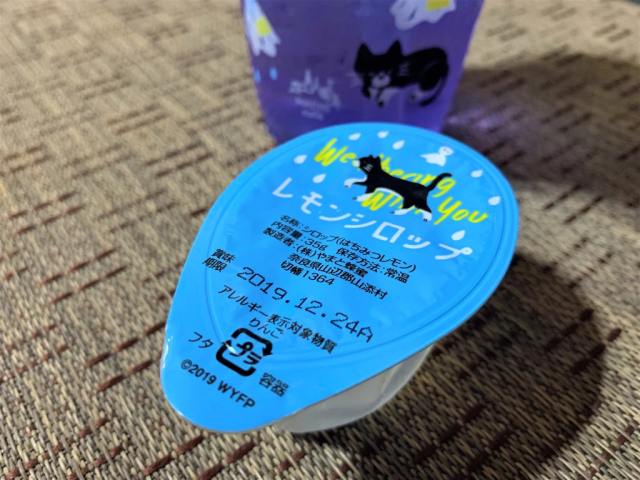 Weathering
With You
レモンシロップ
名称:シロップ(はちみつレモン)
内容量:35g 保存方法:常温
製造者:(株)やまと蜂蜜
奈良県山辺郡山添村
切幡1364
賞味
期限
2019.12.24A
アレルギー表示対象物質
りんご
フタ プラ 容器
©2019 WYFP